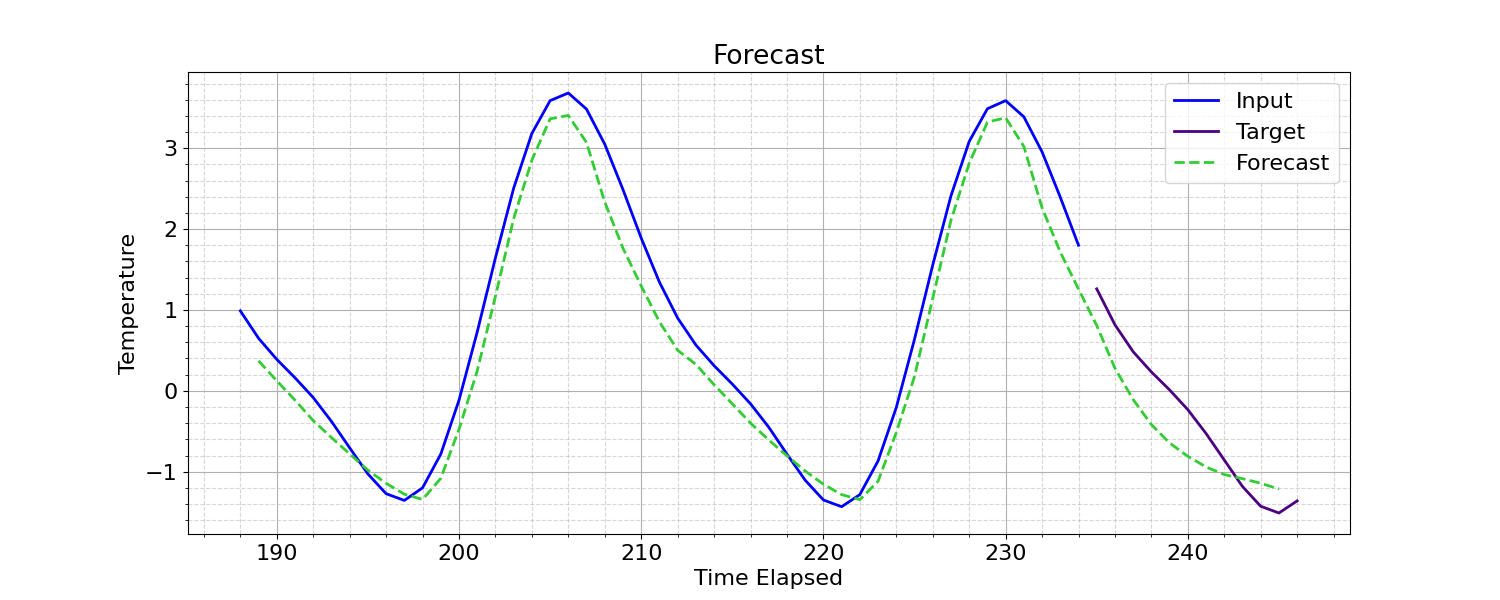 Forecast
Input
Target
Forecast
Temperature
3
2
1
0
−1
190 200 210 220 230 240
Time Elapsed